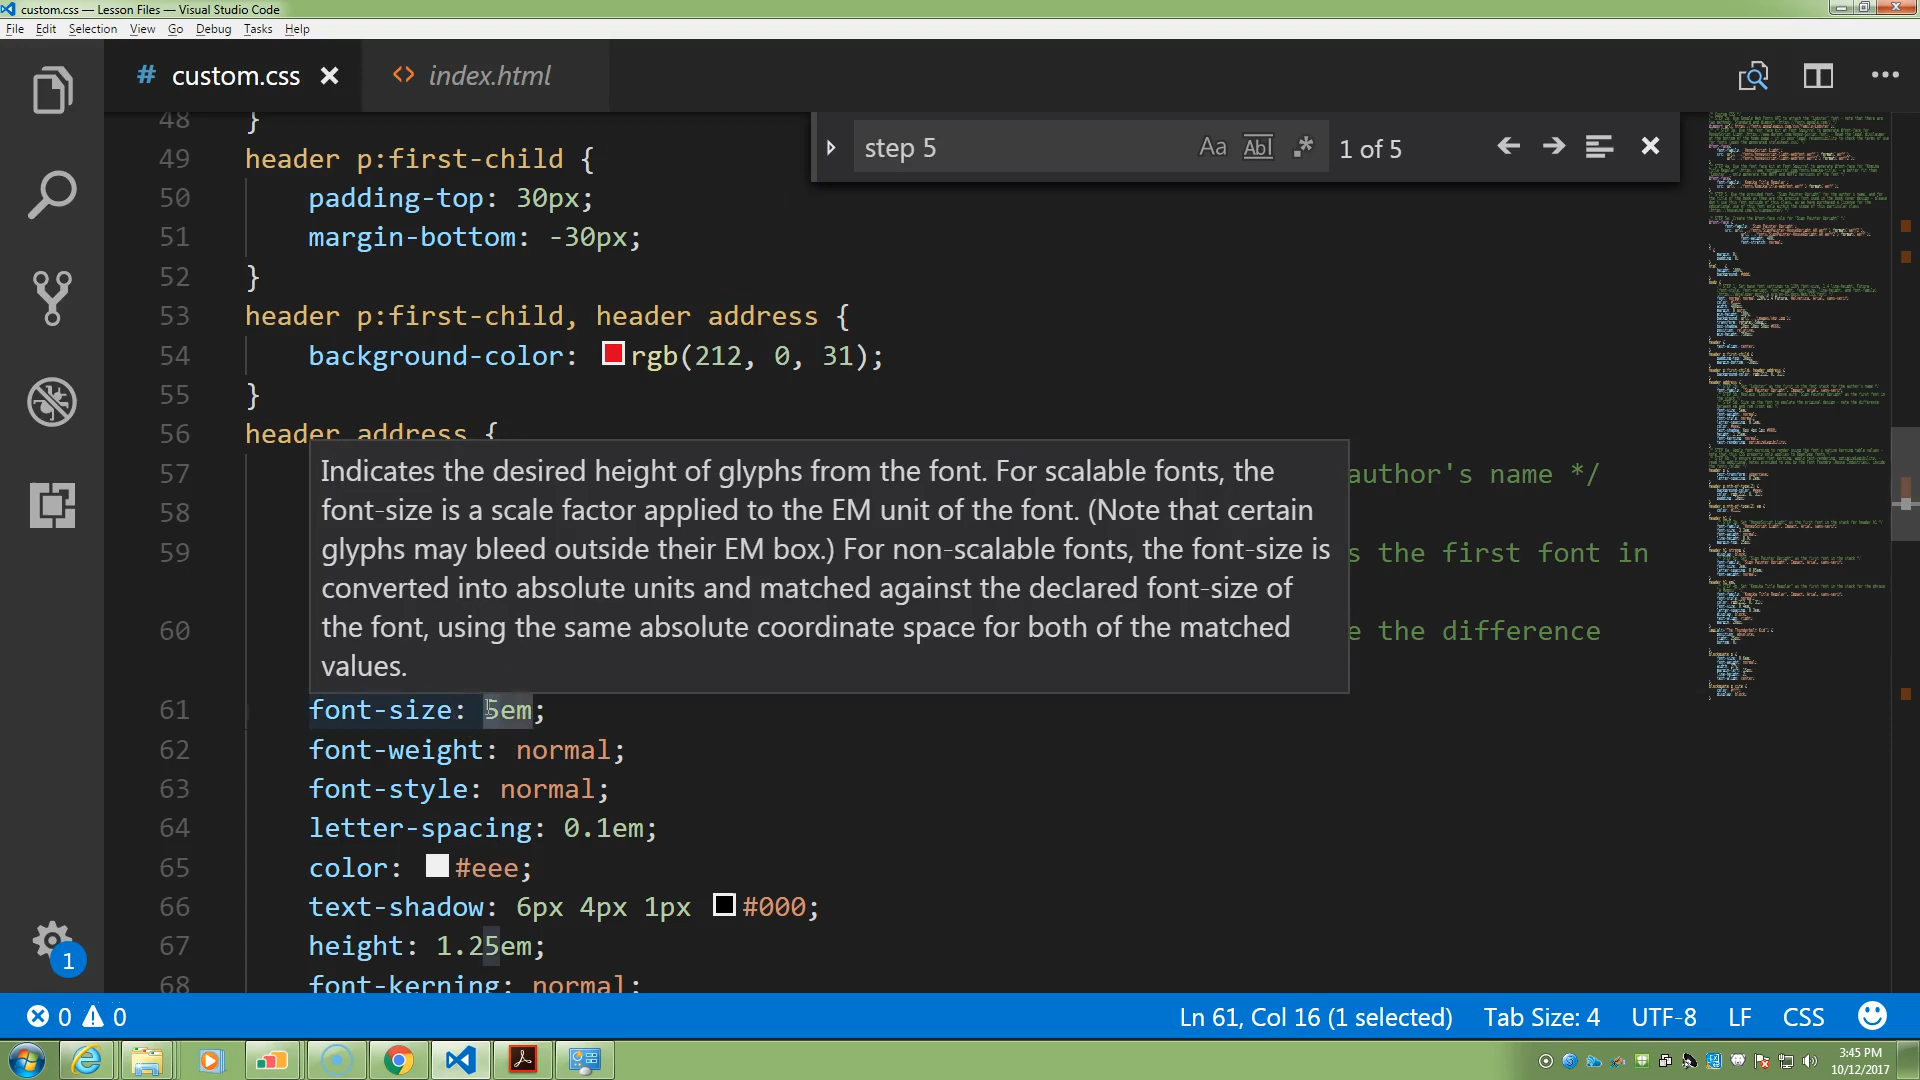 custom.css — Lesson Files — Visual Studio Code
File Edit Selection View Go Debug Tasks Help
# custom.css <> index.html
step 5 Aa Abl .* 1 of 5
48 }
49 header p:first-child {
50 padding-top: 30px;
51 margin-bottom: -30px;
52 }
53 header p:first-child, header address {
54 background-color: rgb(212, 0, 31);
55 }
56 header address {
57 author's name */
58
59 s the first font in
60 e the difference
Indicates the desired height of glyphs from the font. For scalable fonts, the
font-size is a scale factor applied to the EM unit of the font. (Note that certain
glyphs may bleed outside their EM box.) For non-scalable fonts, the font-size is
converted into absolute units and matched against the declared font-size of
the font, using the same absolute coordinate space for both of the matched
values.
61 font-size: 5em;
62 font-weight: normal;
63 font-style: normal;
64 letter-spacing: 0.1em;
65 color: #eee;
66 text-shadow: 6px 4px 1px #000;
67 height: 1.25em;
68 font-kerning: normal;
1
0 0 Ln 61, Col 16 (1 selected) Tab Size: 4 UTF-8 LF CSS
3:45 PM
10/12/2017